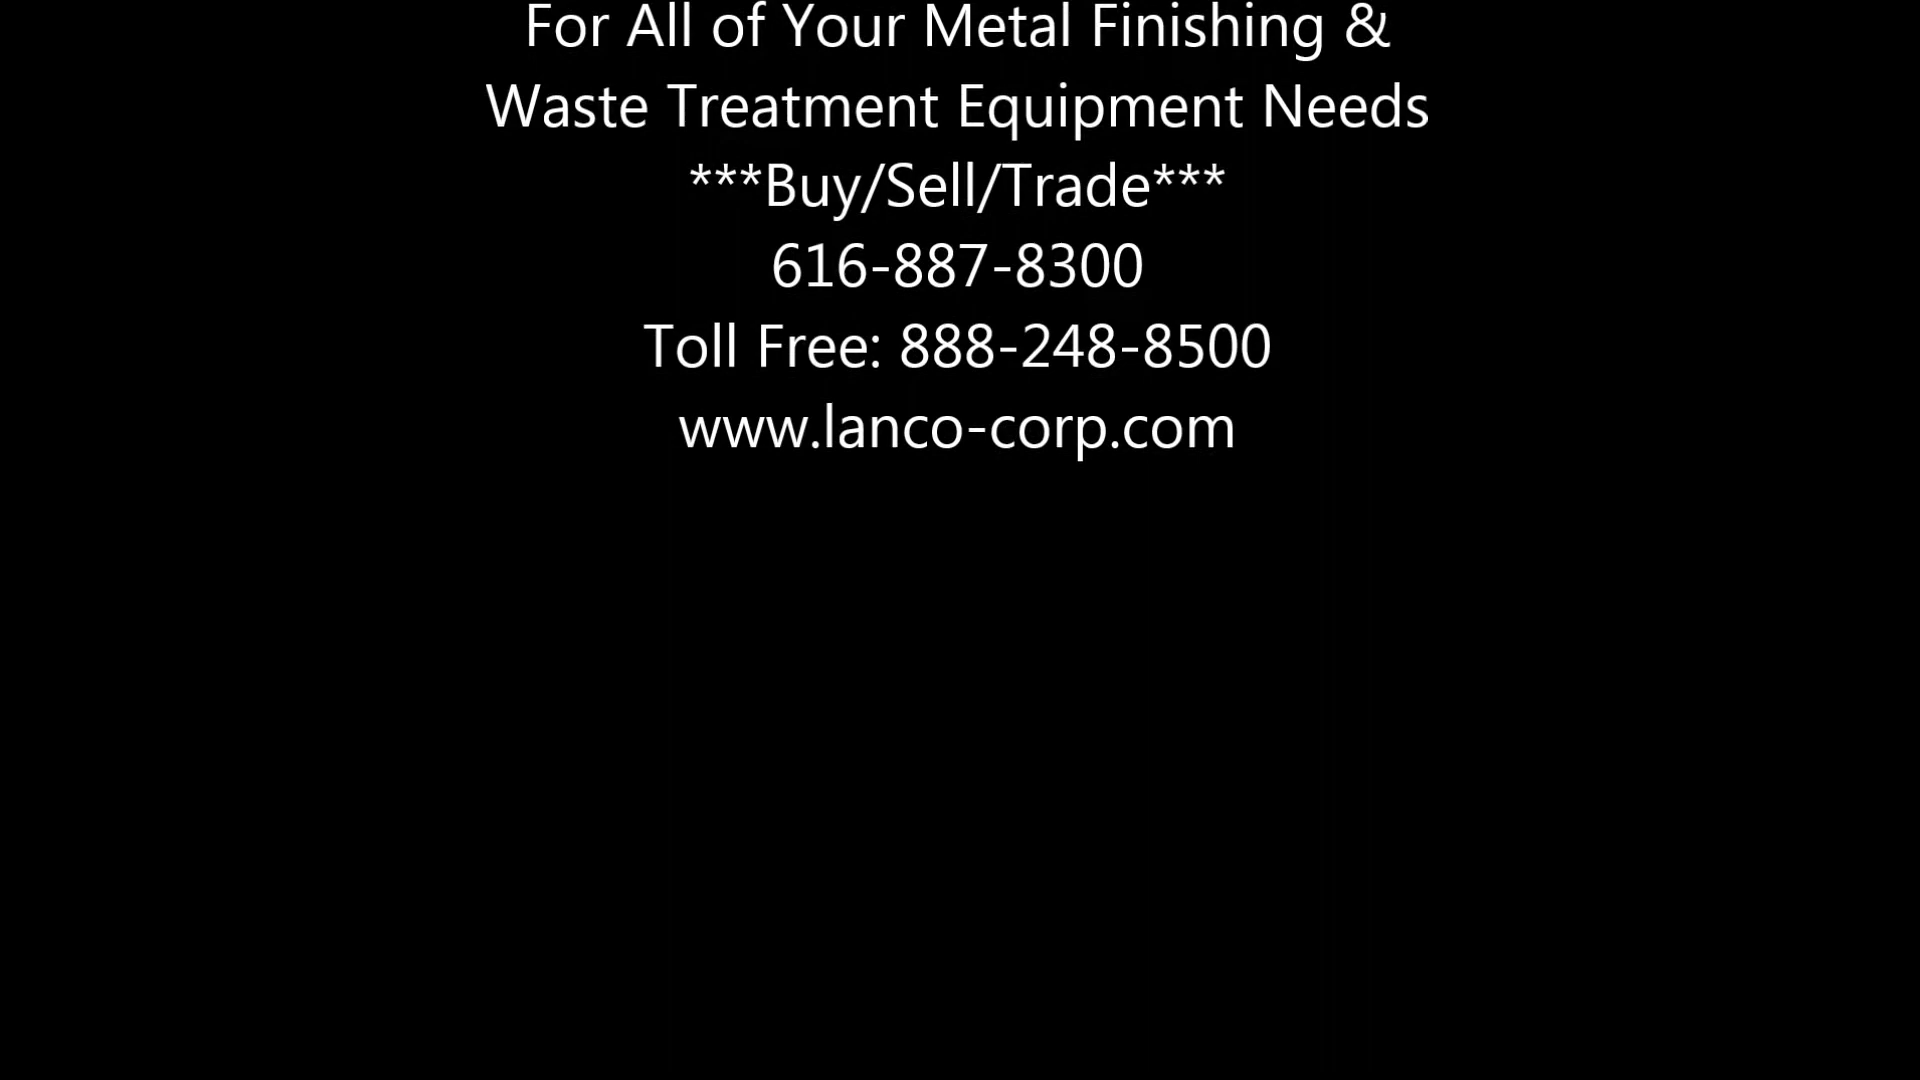 For All of Your Metal Finishing &
Waste Treatment Equipment Needs
***Buy/Sell/Trade***
616-887-8300
Toll Free: 888-248-8500
www.lanco-corp.com